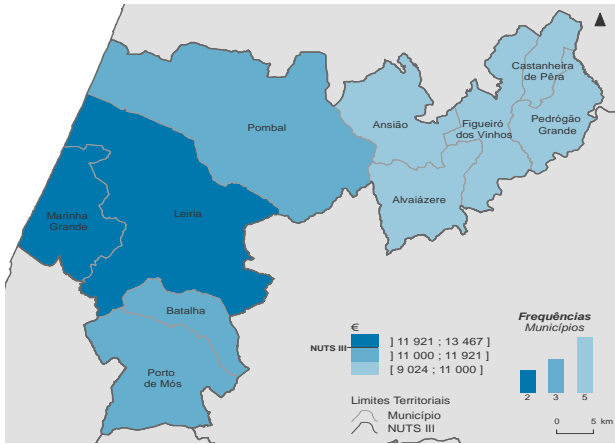 Castanheira
de Pêra
Pombal
Ansião
Figueiró
dos Vinhos
Pedrógão
Grande
Alvaiázere
Marinha
Grande
Leiria
Batalha
Porto
de Mós
€
NUTS III
] 11 921 ; 13 467 ]
] 11 000 ; 11 921 ]
[ 9 024 ; 11 000 ]
Limites Territoriais
Município
NUTS III
Frequências
Municípios
2 3 5
0 5 km